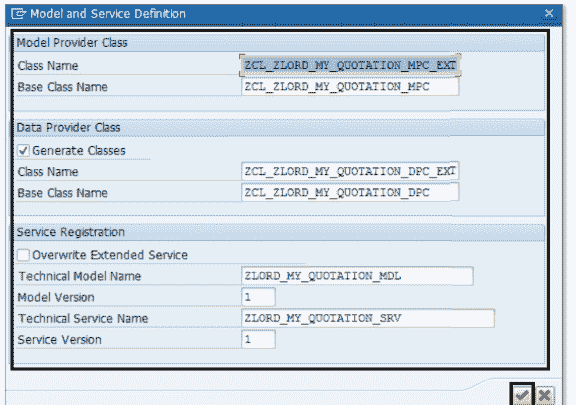 Model and Service Definition
Model Provider Class
Class Name ZCL_ZLORD_MY_QUOTATION_MPC_EXT
Base Class Name ZCL_ZLORD_MY_QUOTATION_MPC
Data Provider Class
Generate Classes
Class Name ZCL_ZLORD_MY_QUOTATION_DPC_EXT
Base Class Name ZCL_ZLORD_MY_QUOTATION_DPC
Service Registration
Overwrite Extended Service
Technical Model Name ZLORD_MY_QUOTATION_MDL
Model Version 1
Technical Service Name ZLORD_MY_QUOTATION_SRV
Service Version 1